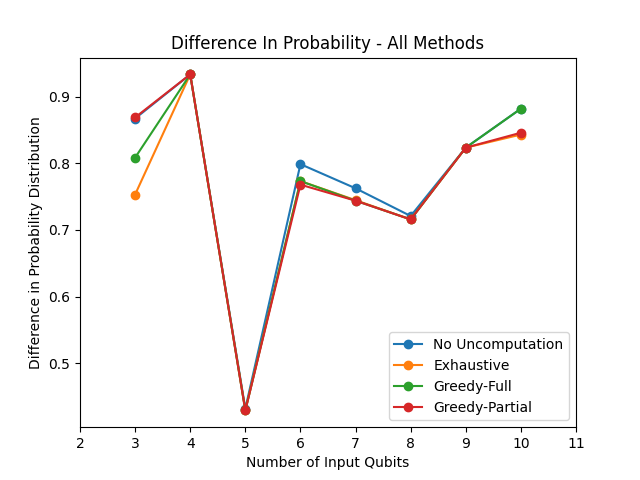 Difference In Probability - All Methods
Difference in Probability Distribution
0.9
0.8
0.7
0.6
0.5
No Uncomputation
Exhaustive
Greedy-Full
Greedy-Partial
2 3 4 5 6 7 8 9 10 11
Number of Input Qubits